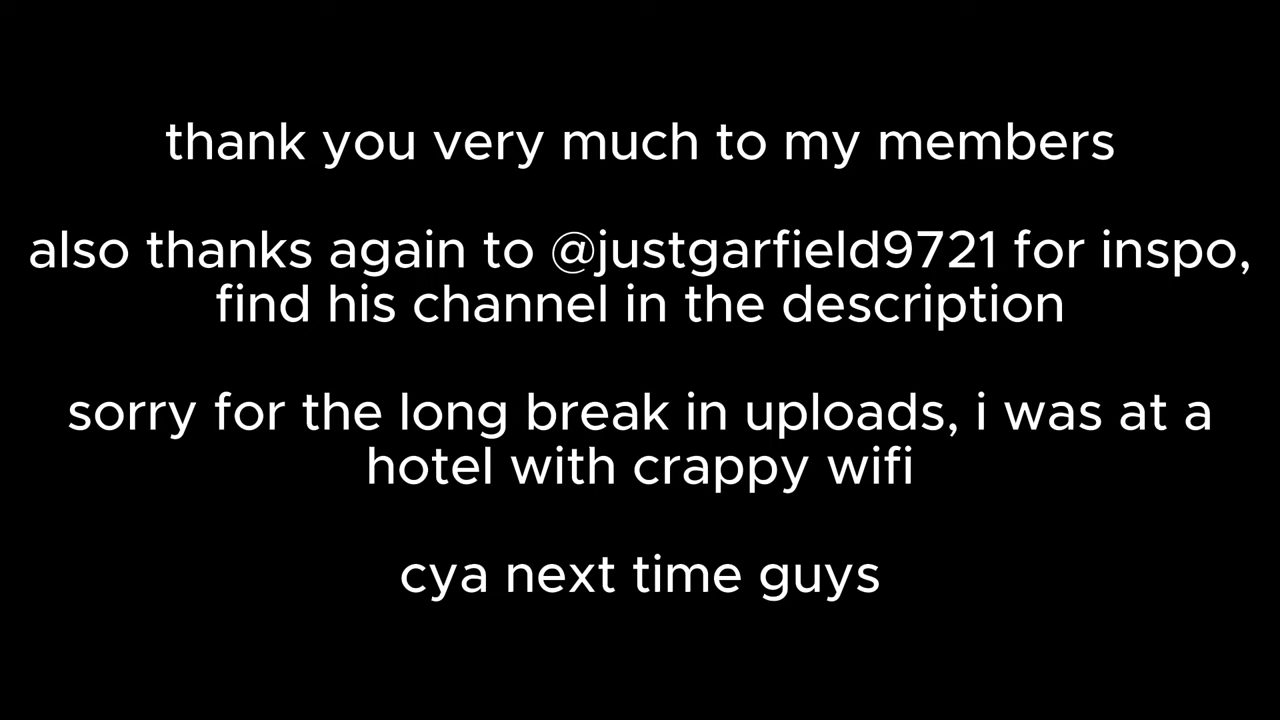 thank you very much to my members
also thanks again to @justgarfield9721 for inspo,
find his channel in the description
sorry for the long break in uploads, i was at a
hotel with crappy wifi
cya next time guys